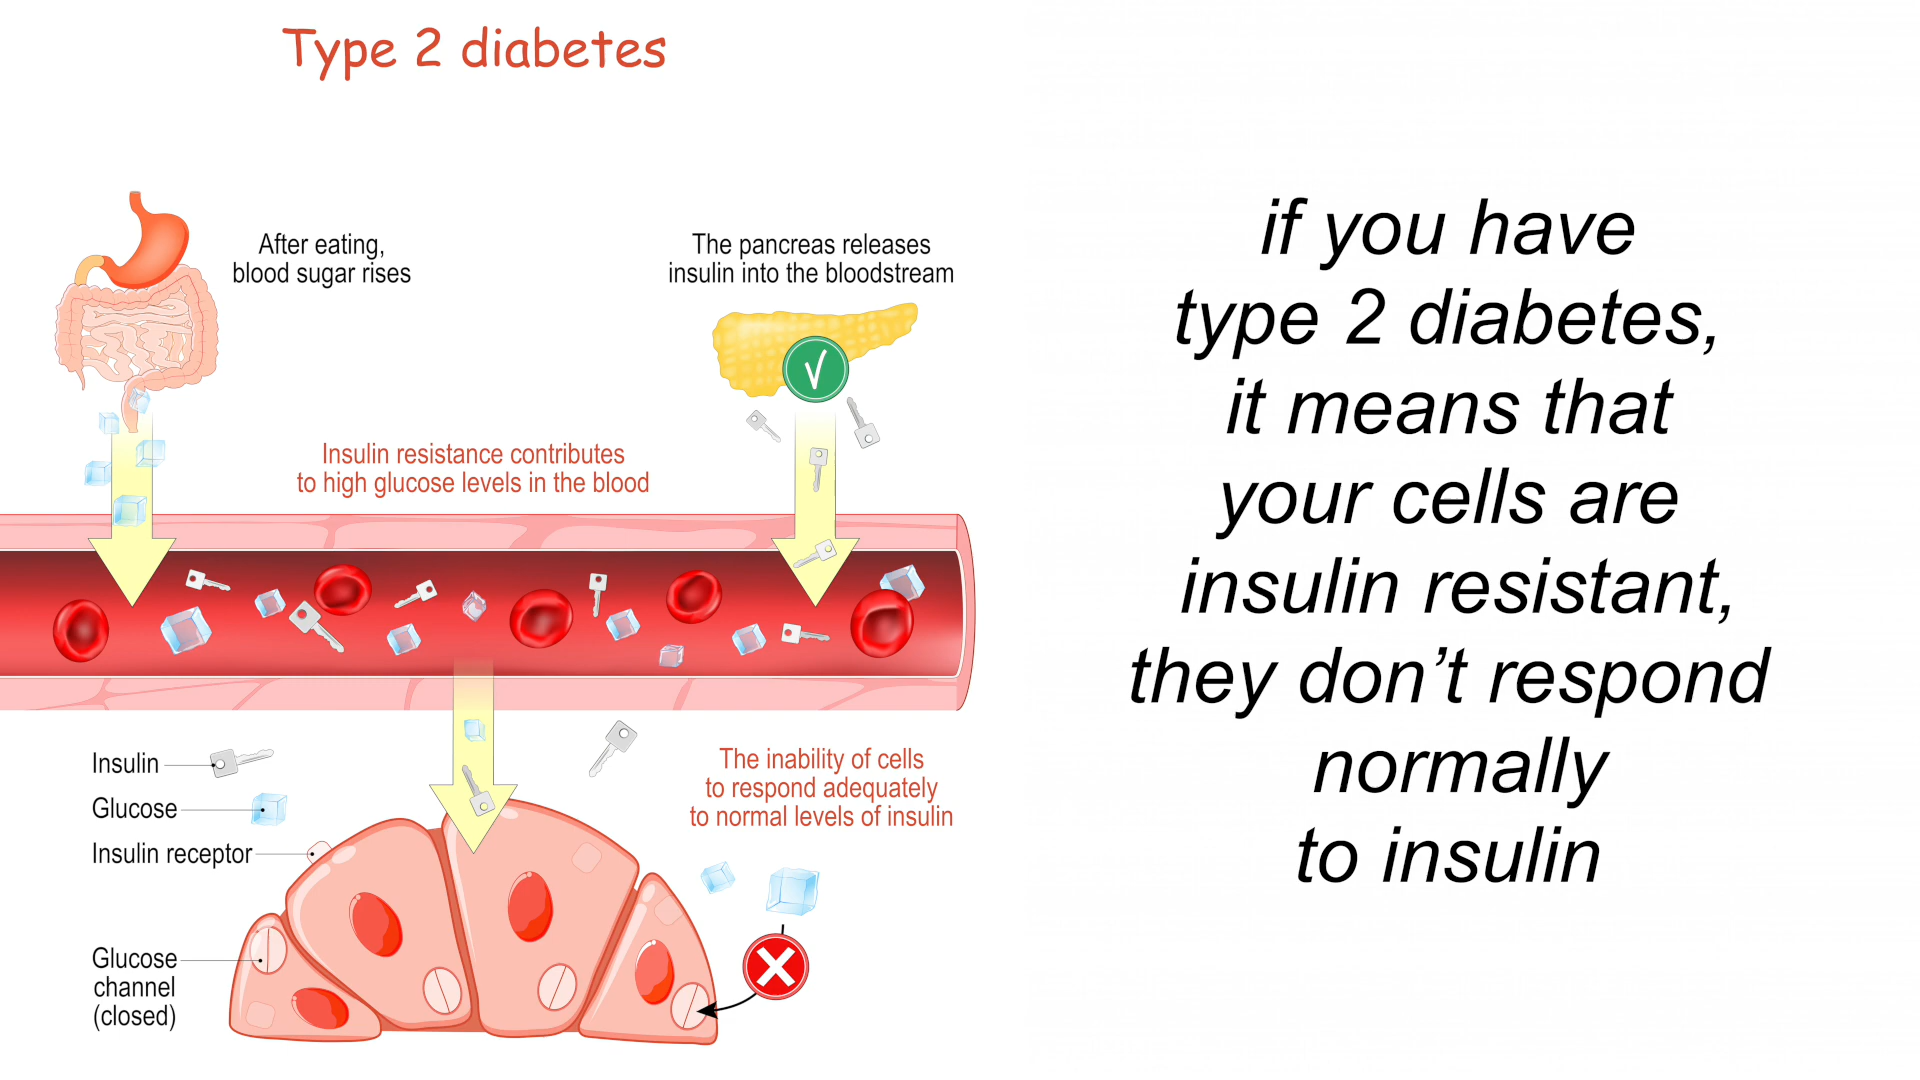 Type 2 diabetes
After eating,
blood sugar rises
The pancreas releases
insulin into the bloodstream
Insulin resistance contributes
to high glucose levels in the blood
Insulin
Glucose
Insulin receptor
Glucose
channel
(closed)
The inability of cells
to respond adequately
to normal levels of insulin
if you have
type 2 diabetes,
it means that
your cells are
insulin resistant,
they don’t respond
normally
to insulin